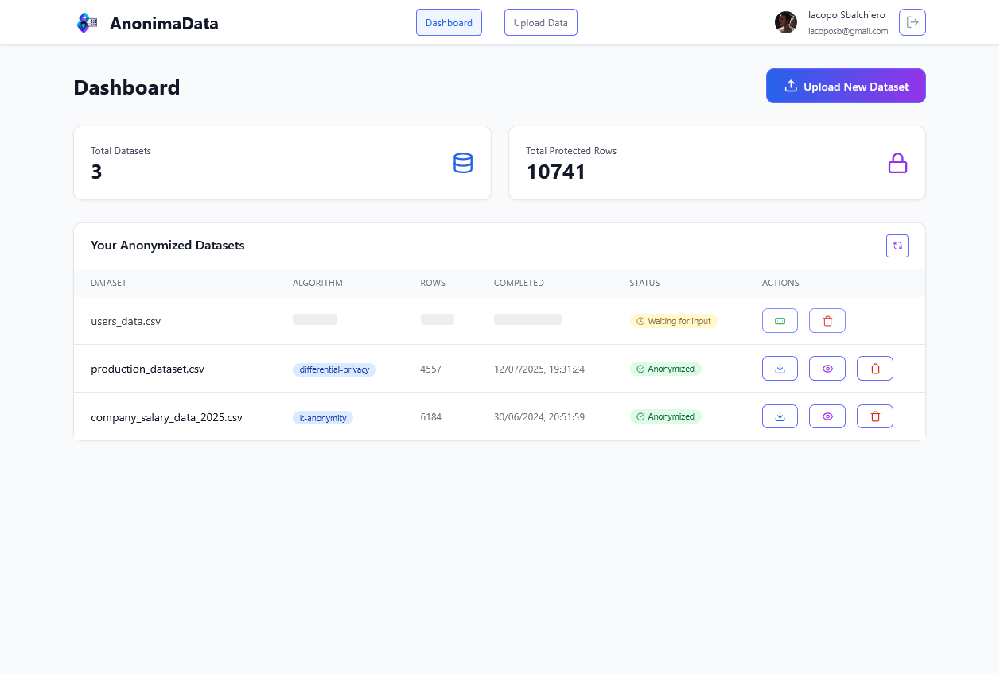 AnonimaData
Dashboard
Upload Data
Iacopo Sbalchiero
iacoposb@gmail.com
Dashboard
Upload New Dataset
Total Datasets
3
Total Protected Rows
10741
Your Anonymized Datasets
DATASET ALGORITHM ROWS COMPLETED STATUS ACTIONS
users_data.csv Waiting for input
production_dataset.csv differential-privacy 4557 12/07/2025, 19:31:24 Anonymized
company_salary_data_2025.csv k-anonymity 6184 30/06/2024, 20:51:59 Anonymized